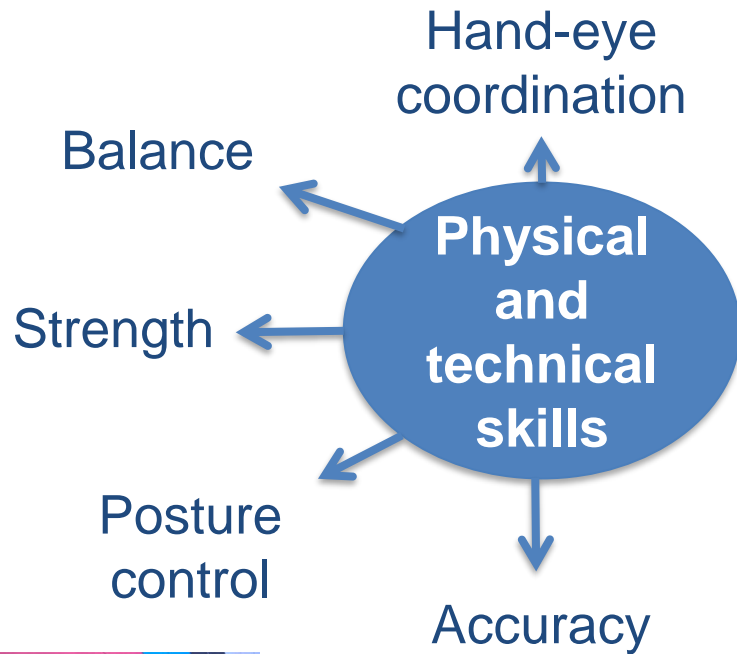 Hand-eye
coordination
Balance
Physical
and
technical
skills
Strength
Posture
control
Accuracy